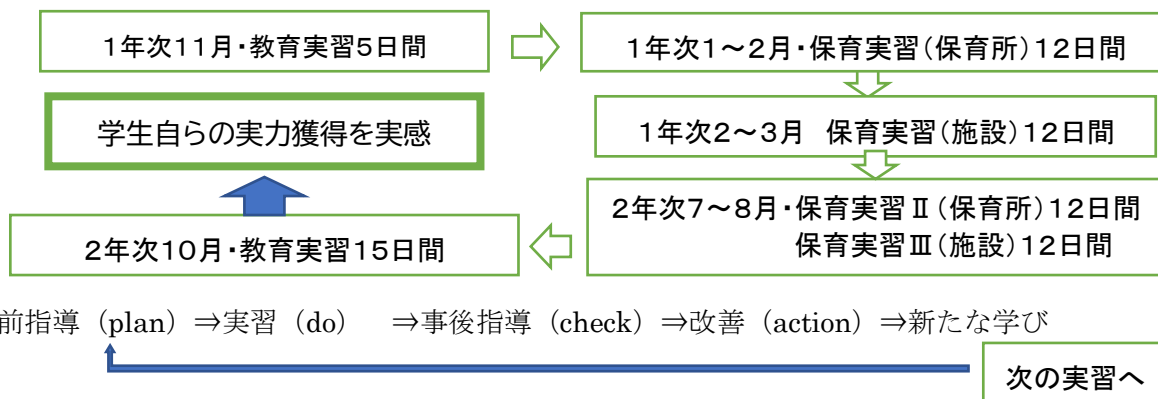 1年次11月・教育実習5日間
1年次1～2月・保育実習(保育所)12日間
1年次2～3月　保育実習(施設)12日間
2年次7～8月・保育実習Ⅱ(保育所)12日間
保育実習Ⅲ(施設)12日間
2年次10月・教育実習15日間
学生自らの実力獲得を実感
前指導（plan）⇒実習（do）　⇒事後指導（check）⇒改善（action）⇒新たな学び
次の実習へ